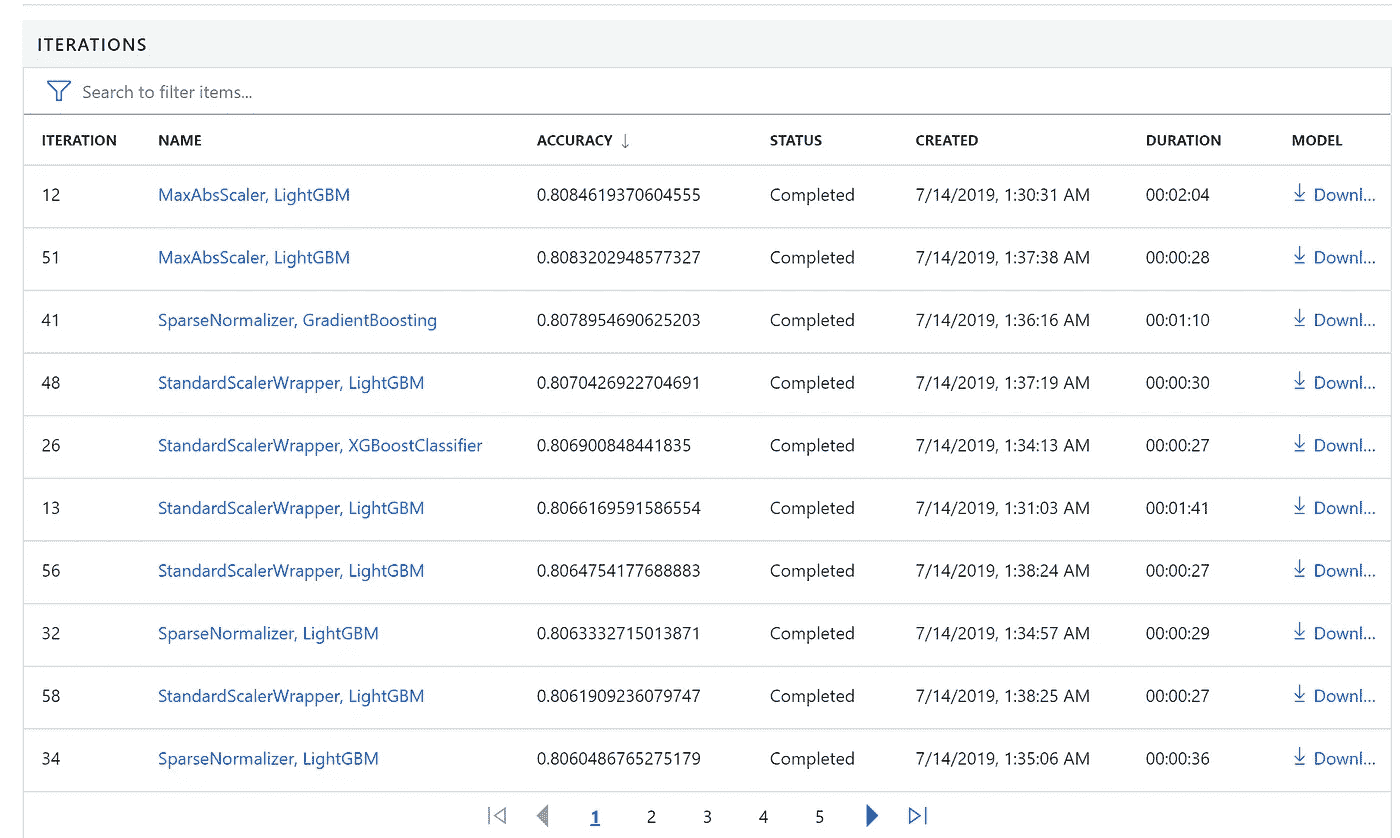 ITERATIONS
Search to filter items...
ITERATION NAME ACCURACY ↓ STATUS CREATED DURATION MODEL
12 MaxAbsScaler, LightGBM 0.8084619370604555 Completed 7/14/2019, 1:30:31 AM 00:02:04 Downl...
51 MaxAbsScaler, LightGBM 0.8083202948577327 Completed 7/14/2019, 1:37:38 AM 00:00:28 Downl...
41 SparseNormalizer, GradientBoosting 0.8078954690625203 Completed 7/14/2019, 1:36:16 AM 00:01:10 Downl...
48 StandardScalerWrapper, LightGBM 0.8070426922704691 Completed 7/14/2019, 1:37:19 AM 00:00:30 Downl...
26 StandardScalerWrapper, XGBoostClassifier 0.806900848441835 Completed 7/14/2019, 1:34:13 AM 00:00:27 Downl...
13 StandardScalerWrapper, LightGBM 0.8066169591586554 Completed 7/14/2019, 1:31:03 AM 00:01:41 Downl...
56 StandardScalerWrapper, LightGBM 0.8064754177688883 Completed 7/14/2019, 1:38:24 AM 00:00:27 Downl...
32 SparseNormalizer, LightGBM 0.8063332715013871 Completed 7/14/2019, 1:34:57 AM 00:00:29 Downl...
58 StandardScalerWrapper, LightGBM 0.8061909236079747 Completed 7/14/2019, 1:38:25 AM 00:00:27 Downl...
34 SparseNormalizer, LightGBM 0.8060486765275179 Completed 7/14/2019, 1:35:06 AM 00:00:36 Downl...
1 2 3 4 5